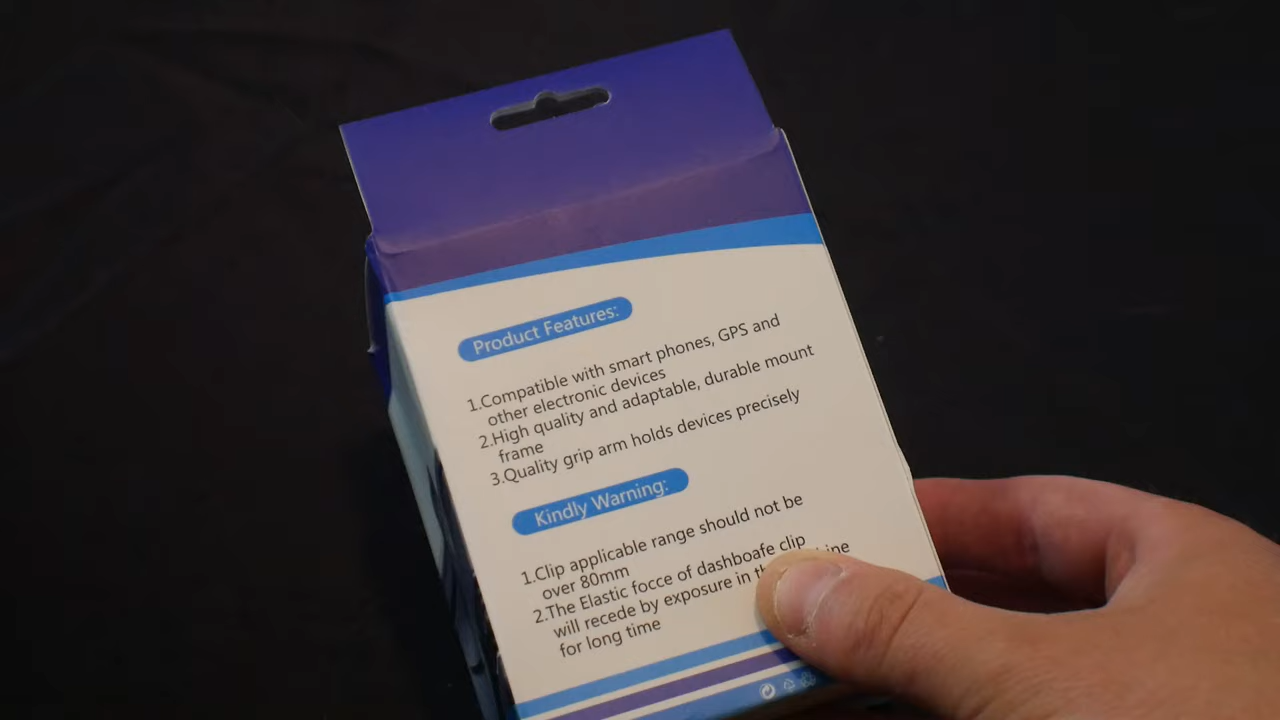 Product Features:
1.Compatible with smart phones, GPS and
other electronic devices
2.High quality and adaptable, durable mount
frame
3.Quality grip arm holds devices precisely
Kindly Warning:
1.Clip applicable range should not be
over 80mm
2.The Elastic focce of dashboafe clip
will recede by exposure in
for long time